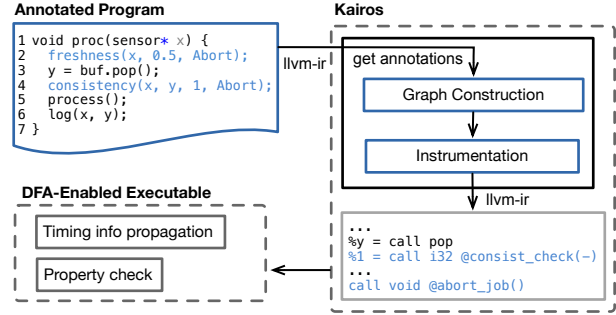 Annotated Program
1 void proc(sensor* x) {
2 freshness(x, 0.5, Abort);
3 y = buf.pop();
4 consistency(x, y, 1, Abort);
5 process();
6 log(x, y);
7 }
llvm-ir
Kairos
get annotations
Graph Construction
Instrumentation
llvm-ir
...
%y = call pop
%1 = call i32 @consist_check(-)
...
call void @abort_job()
DFA-Enabled Executable
Timing info propagation
Property check